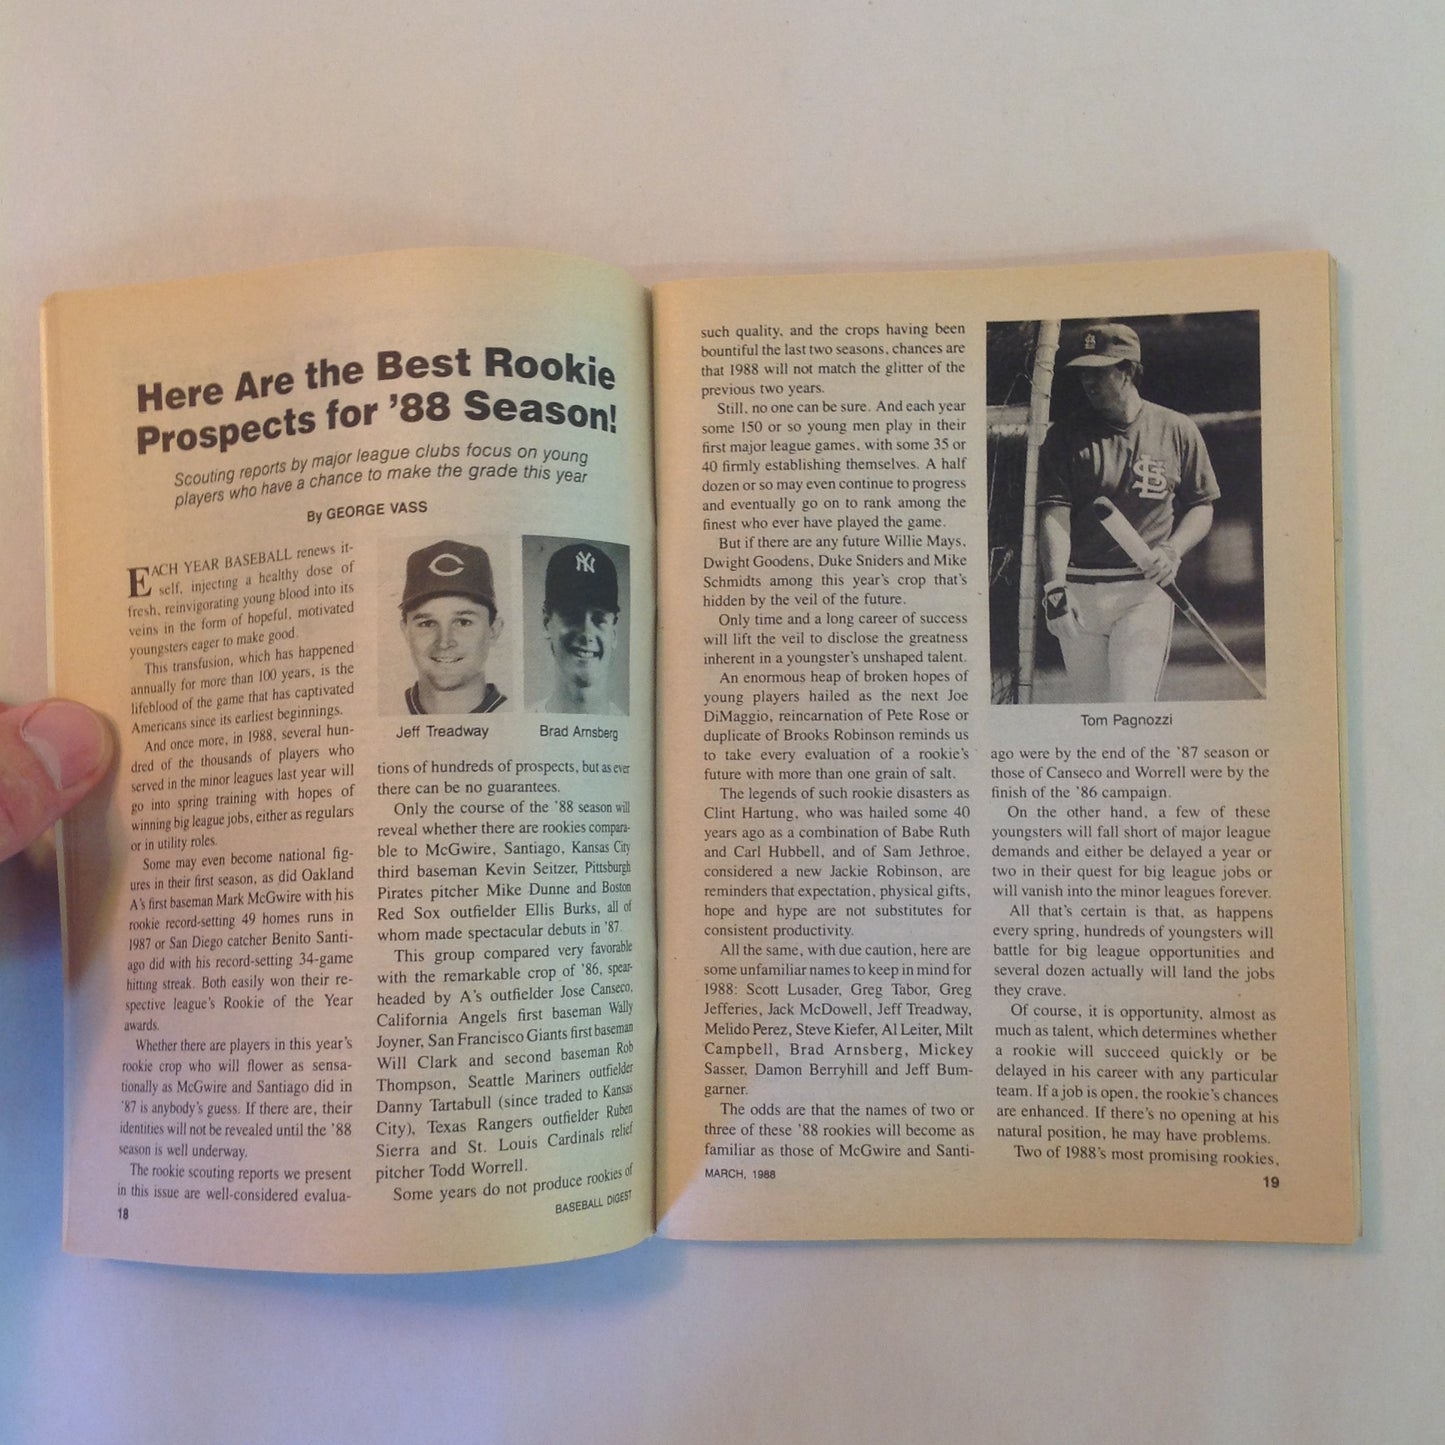 Here Are the Best Rookie
Prospects for '88 Season!
Scouting reports by major league clubs focus on young
players who have a chance to make the grade this year
By GEORGE VASS
EACH YEAR BASEBALL renews it-
self, injecting a healthy dose of
fresh, reinvigorating young blood into its
veins in the form of hopeful, motivated
youngsters eager to make good.
This transfusion, which has happened
annually for more than 100 years, is the
lifeblood of the game that has captivated
Americans since its earliest beginnings.
And once more, in 1988, several hun-
dred of the thousands of players who
served in the minor leagues last year will
go into spring training with hopes of
winning big league jobs, either as regulars
or in utility roles.
Some may even become national fig-
ures in their first season, as did Oakland
A's first baseman Mark McGwire with his
rookie record-setting 49 homes runs in
1987 or San Diego catcher Benito Santi-
ago did with his record-setting 34-game
hitting streak. Both easily won their re-
spective league's Rookie of the Year
awards.
Whether there are players in this year's
rookie crop who will flower as sensa-
tionally as McGwire and Santiago did in
'87 is anybody's guess. If there are, their
identities will not be revealed until the '88
season is well underway.
The rookie scouting reports we present
in this issue are well-considered evalua-
18
C
NY
Jeff Treadway
Brad Arnsberg
tions of hundreds of prospects, but as ever
there can be no guarantees.
Only the course of the '88 season will
reveal whether there are rookies compara-
ble to McGwire, Santiago, Kansas City
third baseman Kevin Seitzer, Pittsburgh
Pirates pitcher Mike Dunne and Boston
Red Sox outfielder Ellis Burks, all of
whom made spectacular debuts in '87.
This group compared very favorable
with the remarkable crop of '86, spear-
headed by A's outfielder Jose Canseco,
California Angels first baseman Wally
Joyner, San Francisco Giants first baseman
Will Clark and second baseman Rob
Thompson, Seattle Mariners outfielder
Danny Tartabull (since traded to Kansas
City), Texas Rangers outfielder Ruben
Sierra and St. Louis Cardinals relief
pitcher Todd Worrell.
Some years do not produce rookies of
BASEBALL DIGEST
such quality, and the crops having been
bountiful the last two seasons, chances are
that 1988 will not match the glitter of the
previous two years.
Still, no one can be sure. And each year
some 150 or so young men play in their
first major league games, with some 35 or
40 firmly establishing themselves. A half
dozen or so may even continue to progress
and eventually go on to rank among the
finest who ever have played the game.
But if there are any future Willie Mays,
Dwight Goodens, Duke Sniders and Mike
Schmidts among this year's crop that's
hidden by the veil of the future.
Only time and a long career of success
will lift the veil to disclose the greatness
inherent in a youngster's unshaped talent.
An enormous heap of broken hopes of
young players hailed as the next Joe
DiMaggio, reincarnation of Pete Rose or
duplicate of Brooks Robinson reminds us
to take every evaluation of a rookie's
future with more than one grain of salt.
The legends of such rookie disasters as
Clint Hartung, who was hailed some 40
years ago as a combination of Babe Ruth
and Carl Hubbell, and of Sam Jethroe,
considered a new Jackie Robinson, are
reminders that expectation, physical gifts,
hope and hype are not substitutes for
consistent productivity.
All the same, with due caution, here are
some unfamiliar names to keep in mind for
1988: Scott Lusader, Greg Tabor, Greg
Jefferies, Jack McDowell, Jeff Treadway,
Melido Perez, Steve Kiefer, Al Leiter, Milt
Campbell, Brad Arnsberg, Mickey
Sasser, Damon Berryhill and Jeff Bum-
garner.
The odds are that the names of two or
three of these '88 rookies will become as
familiar as those of McGwire and Santi-
MARCH, 1988
StL
StL
Tom Pagnozzi
ago were by the end of the '87 season or
those of Canseco and Worrell were by the
finish of the '86 campaign.
On the other hand, a few of these
youngsters will fall short of major league
demands and either be delayed a year or
two in their quest for big league jobs or
will vanish into the minor leagues forever.
All that's certain is that, as happens
every spring, hundreds of youngsters will
battle for big league opportunities and
several dozen actually will land the jobs
they crave.
Of course, it is opportunity, almost as
much as talent, which determines whether
a rookie will succeed quickly or be
delayed in his career with any particular
team. If a job is open, the rookie's chances
are enhanced. If there's no opening at his
natural position, he may have problems.
Two of 1988's most promising rookies,
19